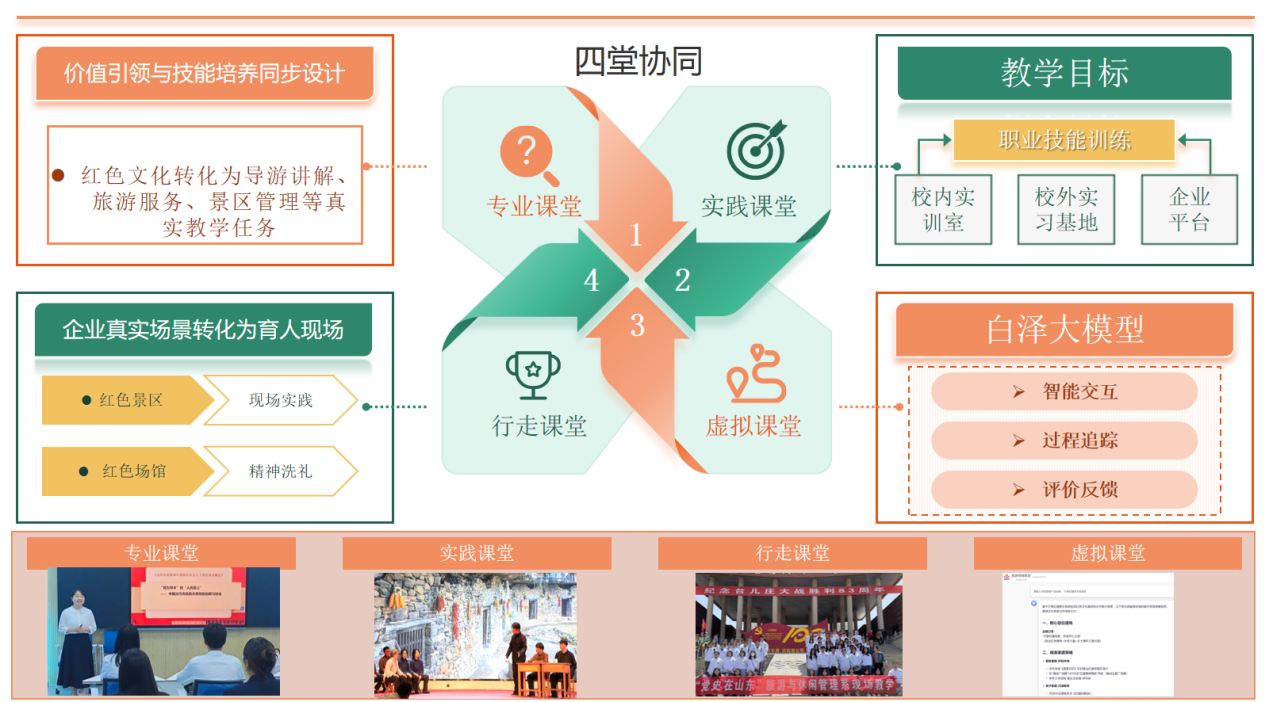 四堂协同
价值引领与技能培养同步设计
● 红色文化转化为导游讲解、
旅游服务、景区管理等真
实教学任务
专业课堂
实践课堂
1
2
3
4
行走课堂
虚拟课堂
教学目标
职业技能训练
校内实
训室
校外实
习基地
企业
平台
企业真实场景转化为育人现场
● 红色景区
现场实践
● 红色场馆
精神洗礼
白泽大模型
➢ 智能交互
➢ 过程追踪
➢ 评价反馈
专业课堂
实践课堂
行走课堂
虚拟课堂
纪念台儿庄大战胜利83周年
100
“党史在山东”旅游与休闲管理系现场教学
一、核心定位提炼